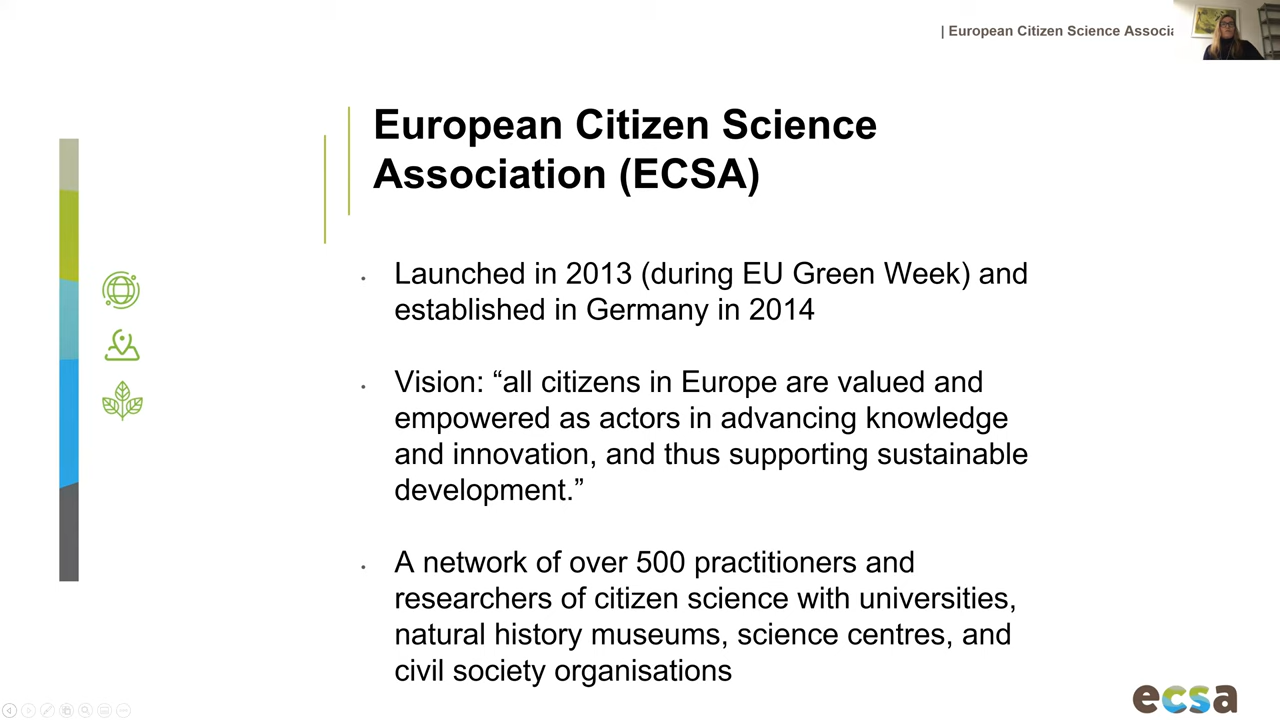 | European Citizen Science Associa
European Citizen Science
Association (ECSA)
• Launched in 2013 (during EU Green Week) and
established in Germany in 2014
• Vision: “all citizens in Europe are valued and
empowered as actors in advancing knowledge
and innovation, and thus supporting sustainable
development.”
• A network of over 500 practitioners and
researchers of citizen science with universities,
natural history museums, science centres, and
civil society organisations
ecsa